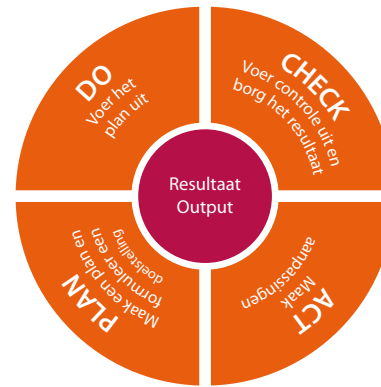 DO
Voer het
plan uit
CHECK
Voer controle uit en
borg het resultaat
Resultaat
Output
PLAN
Maak een plan en
formuleer een
doelstelling
ACT
Maak
aanpassingen